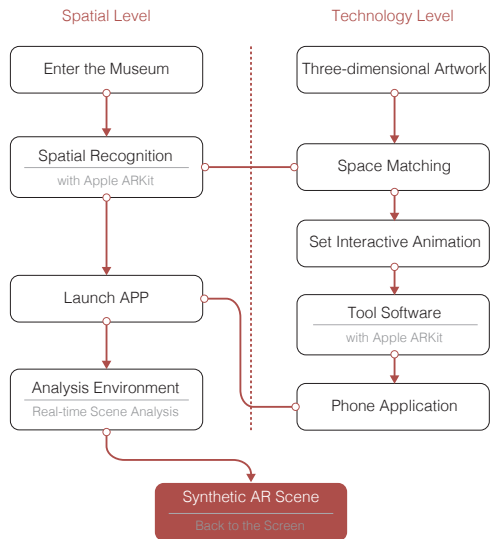 Spatial Level
Technology Level
Enter the Museum
Three-dimensional Artwork
Spatial Recognition
with Apple ARKit
Space Matching
Set Interactive Animation
Launch APP
Tool Software
with Apple ARKit
Analysis Environment
Real-time Scene Analysis
Phone Application
Synthetic AR Scene
Back to the Screen